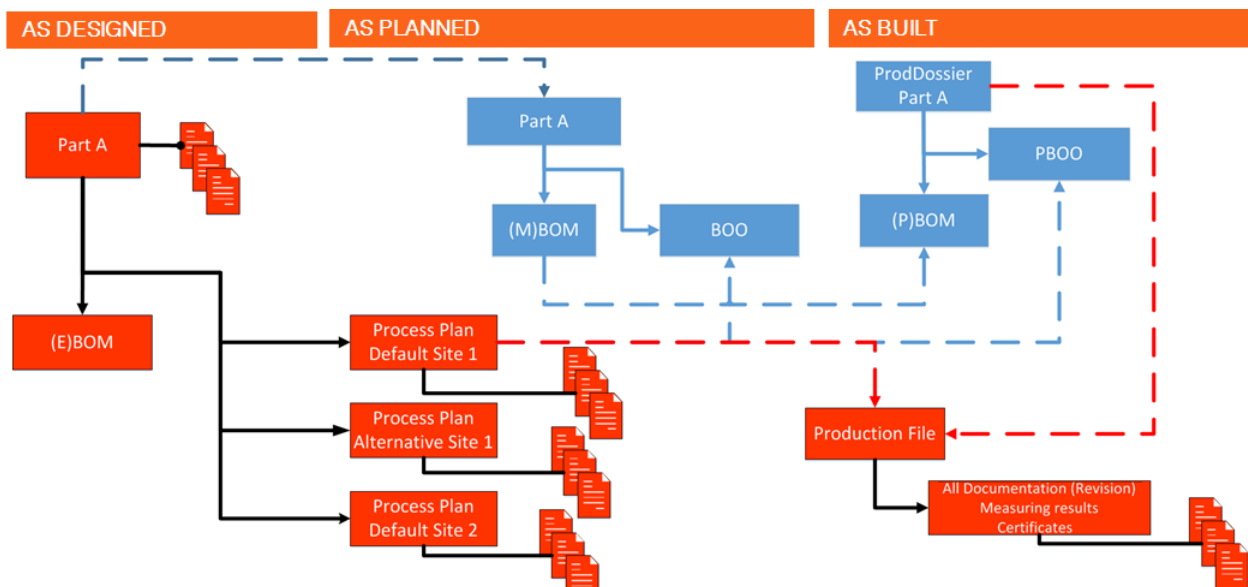 AS DESIGNED
AS PLANNED
AS BUILT
Part A
(E)BOM
Part A
(M)BOM
BOO
Process Plan
Default Site 1
Process Plan
Alternative Site 1
Process Plan
Default Site 2
ProdDossier
Part A
PBOO
(P)BOM
Production File
All Documentation (Revision)
Measuring results
Certificates